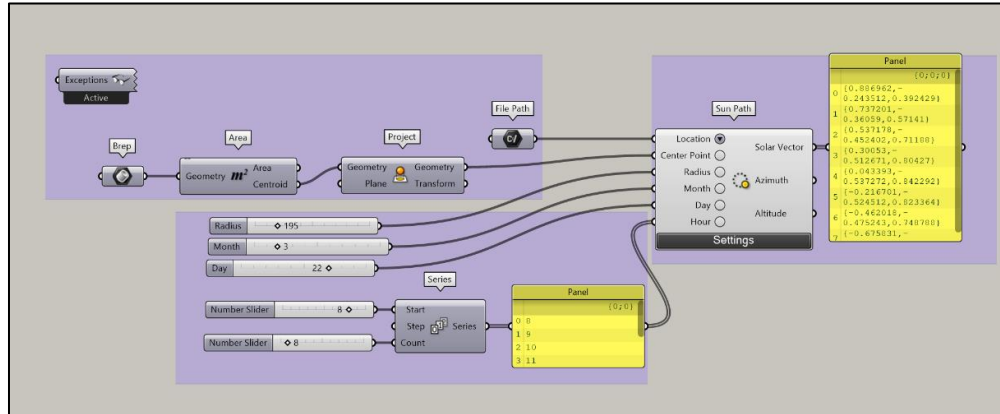 Exceptions
Active
Brep
Area
Geometry m² Area
Centroid
Project
Geometry Geometry
Plane Transform
File Path
C/
Sun Path
Location
Center Point
Radius
Month
Day
Hour
Solar Vector
Azimuth
Altitude
Settings
Panel
{0;0;0}
0 {0.886962,-
0.243512,0.392429}
1 {0.737201,-
0.36059,0.57141}
2 {0.537178,-
0.452402,0.71188}
3 {0.30053,-
0.512671,0.80427}
4 {0.043393,-
0.537272,0.842292}
5 {-0.216701,-
0.524512,0.823364}
6 {-0.462018,-
0.475243,0.748788}
7 {-0.675831,-
Radius 195
Month 3
Day 22
Number Slider 8
Number Slider 8
Series
Start
Step Series
Count
Panel
{0;0}
0 8
1 9
2 10
3 11